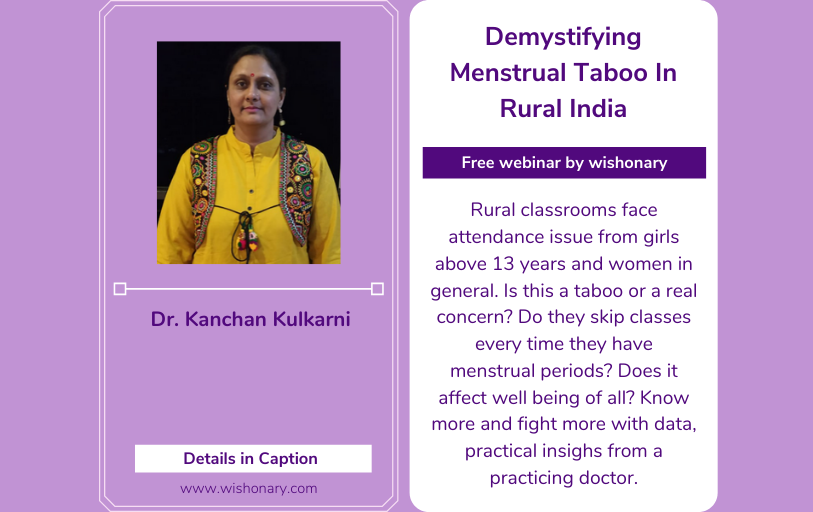 Dr. Kanchan Kulkarni
Details in Caption
www.wishonary.com
Demystifying
Menstrual Taboo In
Rural India
Free webinar by wishonary
Rural classrooms face
attendance issue from girls
above 13 years and women in
general. Is this a taboo or a real
concern? Do they skip classes
every time they have
menstrual periods? Does it
affect well being of all? Know
more and fight more with data,
practical insighs from a
practicing doctor.